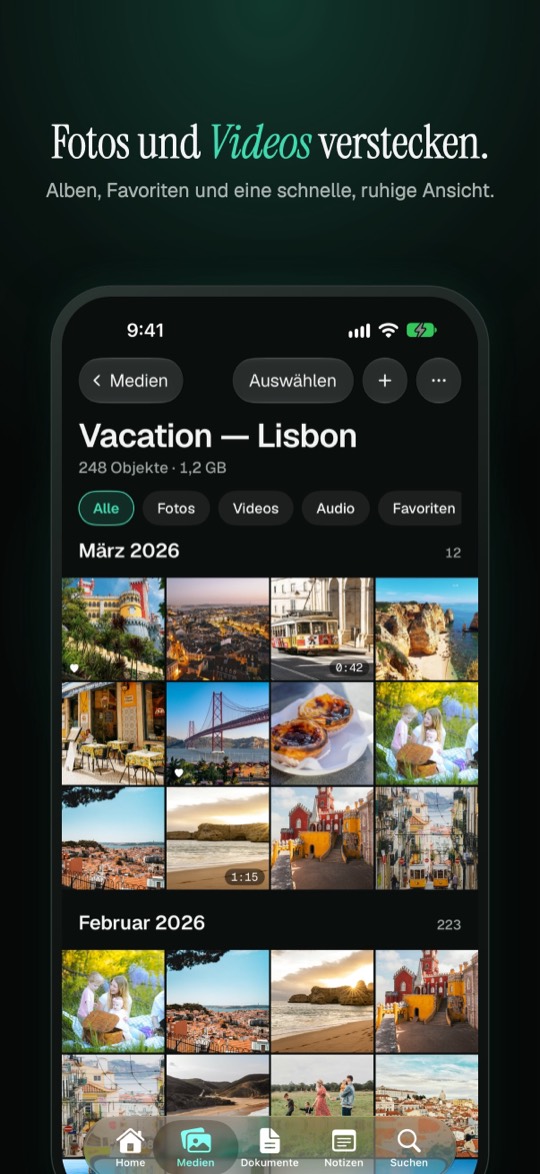 Fotos und Videos verstecken.
Alben, Favoriten und eine schnelle, ruhige Ansicht.
9:41
Medien
Auswählen
Vacation — Lisbon
248 Objekte · 1,2 GB
Alle
Fotos
Videos
Audio
Favoriten
März 2026
12
0:42
1:15
Februar 2026
223
Home
Medien
Dokumente
Notizen
Suchen